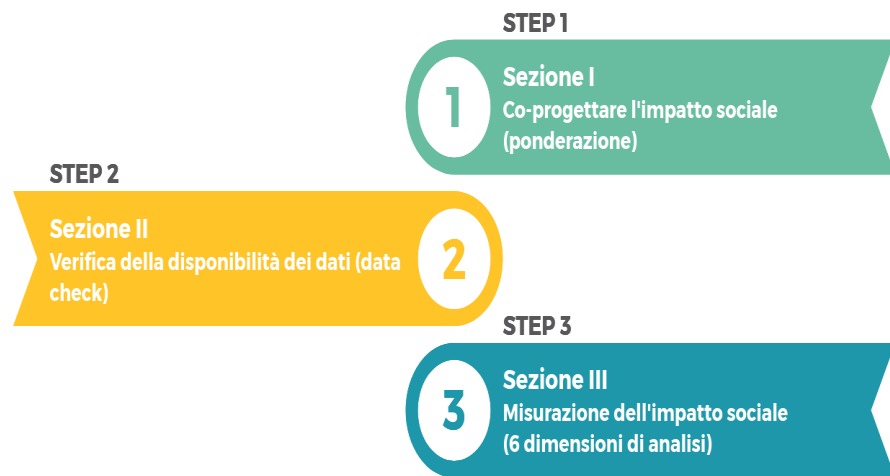 STEP 1
1
Sezione I
Co-progettare l'impatto sociale
(ponderazione)
STEP 2
Sezione II
Verifica della disponibilità dei dati (data
check)
2
STEP 3
3
Sezione III
Misurazione dell'impatto sociale
(6 dimensioni di analisi)